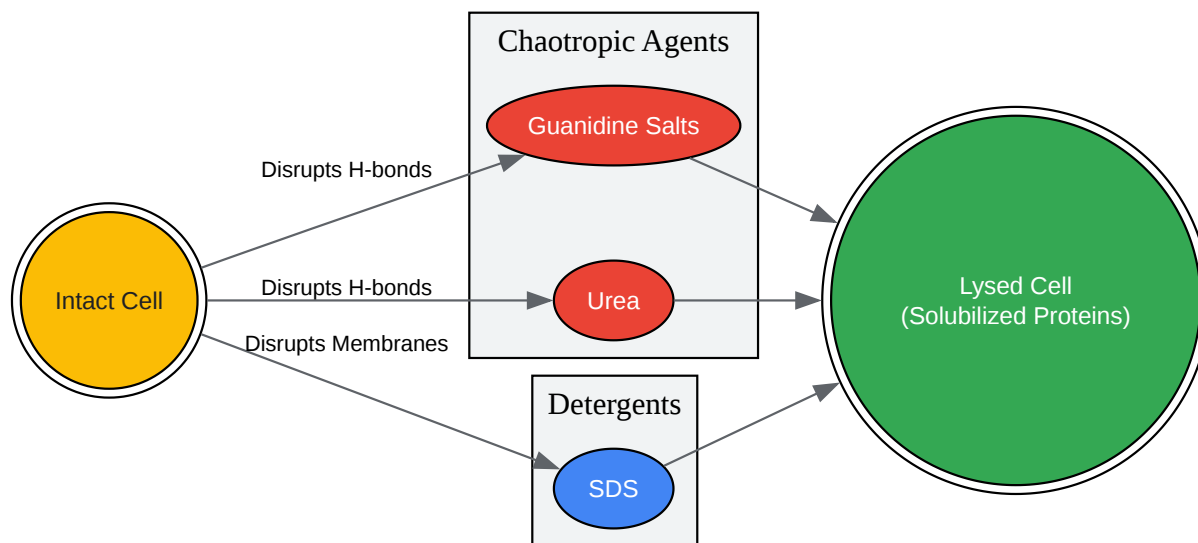 Chaotropic Agents
Guanidine Salts
Disrupts H-bonds
Intact Cell
Disrupts H-bonds
Urea
Lysed Cell
(Solubilized Proteins)
Disrupts Membranes
Detergents
SDS